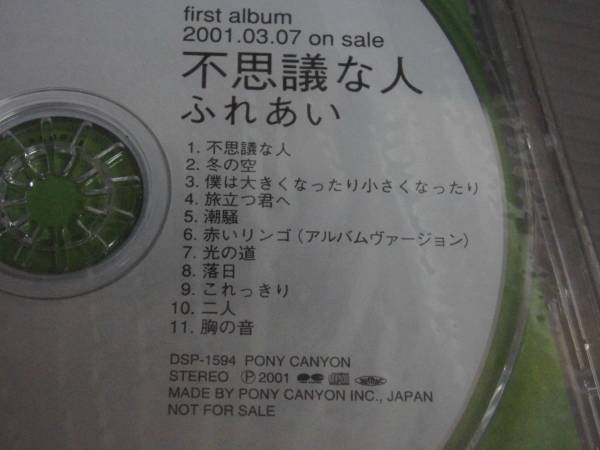 first album
2001.03.07 on sale
不思議な人
ふれあい
1. 不思議な人
2. 冬の空
3. 僕は大きくなったり小さくなったり
4. 旅立つ君へ
5. 潮騒
6. 赤いリンゴ（アルバムヴァージョン）
7. 光の道
8. 落日
9. これっきり
10. 二人
11. 胸の音
DSP-1594 PONY CANYON
STEREO Ⓟ2001
MADE BY PONY CANYON INC., JAPAN
NOT FOR SALE